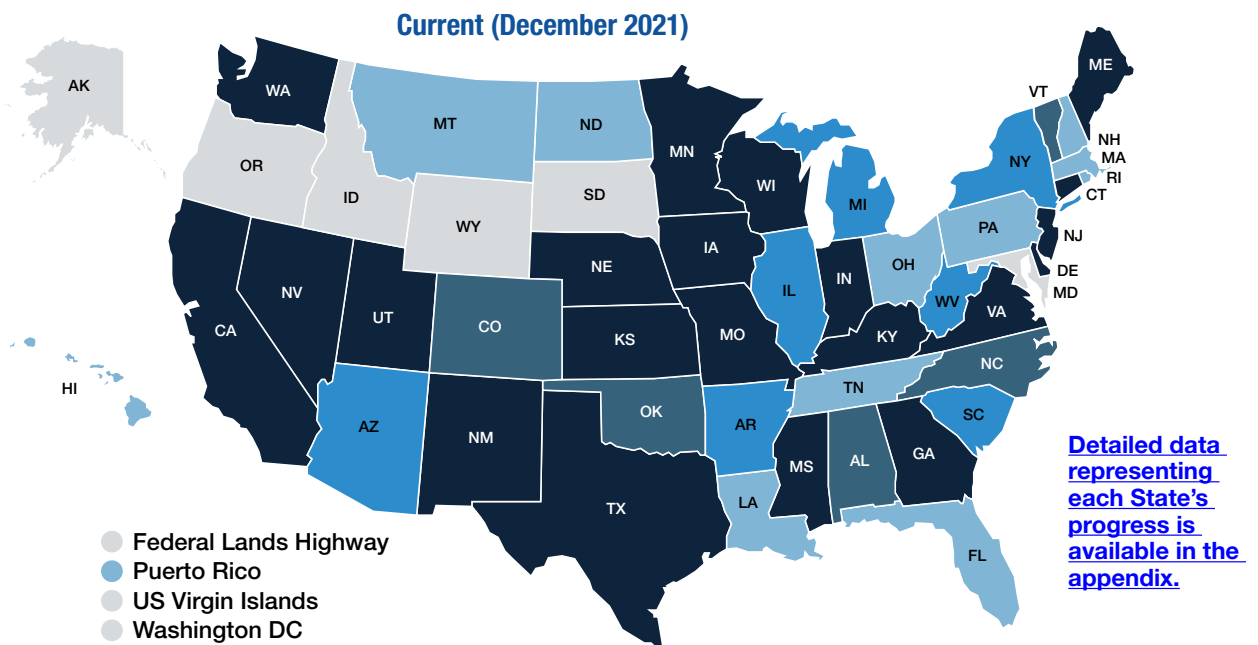 Current (December 2021)
AK
WA
MT
ND
MN
ME
VT
NH
MA
RI
CT
NY
OR
ID
WY
SD
WI
MI
PA
NJ
DE
MD
IA
NE
IL
IN
OH
WV
VA
NV
UT
CO
KS
MO
KY
CA
HI
AZ
NM
OK
AR
TN
NC
SC
TX
LA
MS
AL
GA
FL
Detailed data
representing
each State’s
progress is
available in the
appendix.
Federal Lands Highway
Puerto Rico
US Virgin Islands
Washington DC